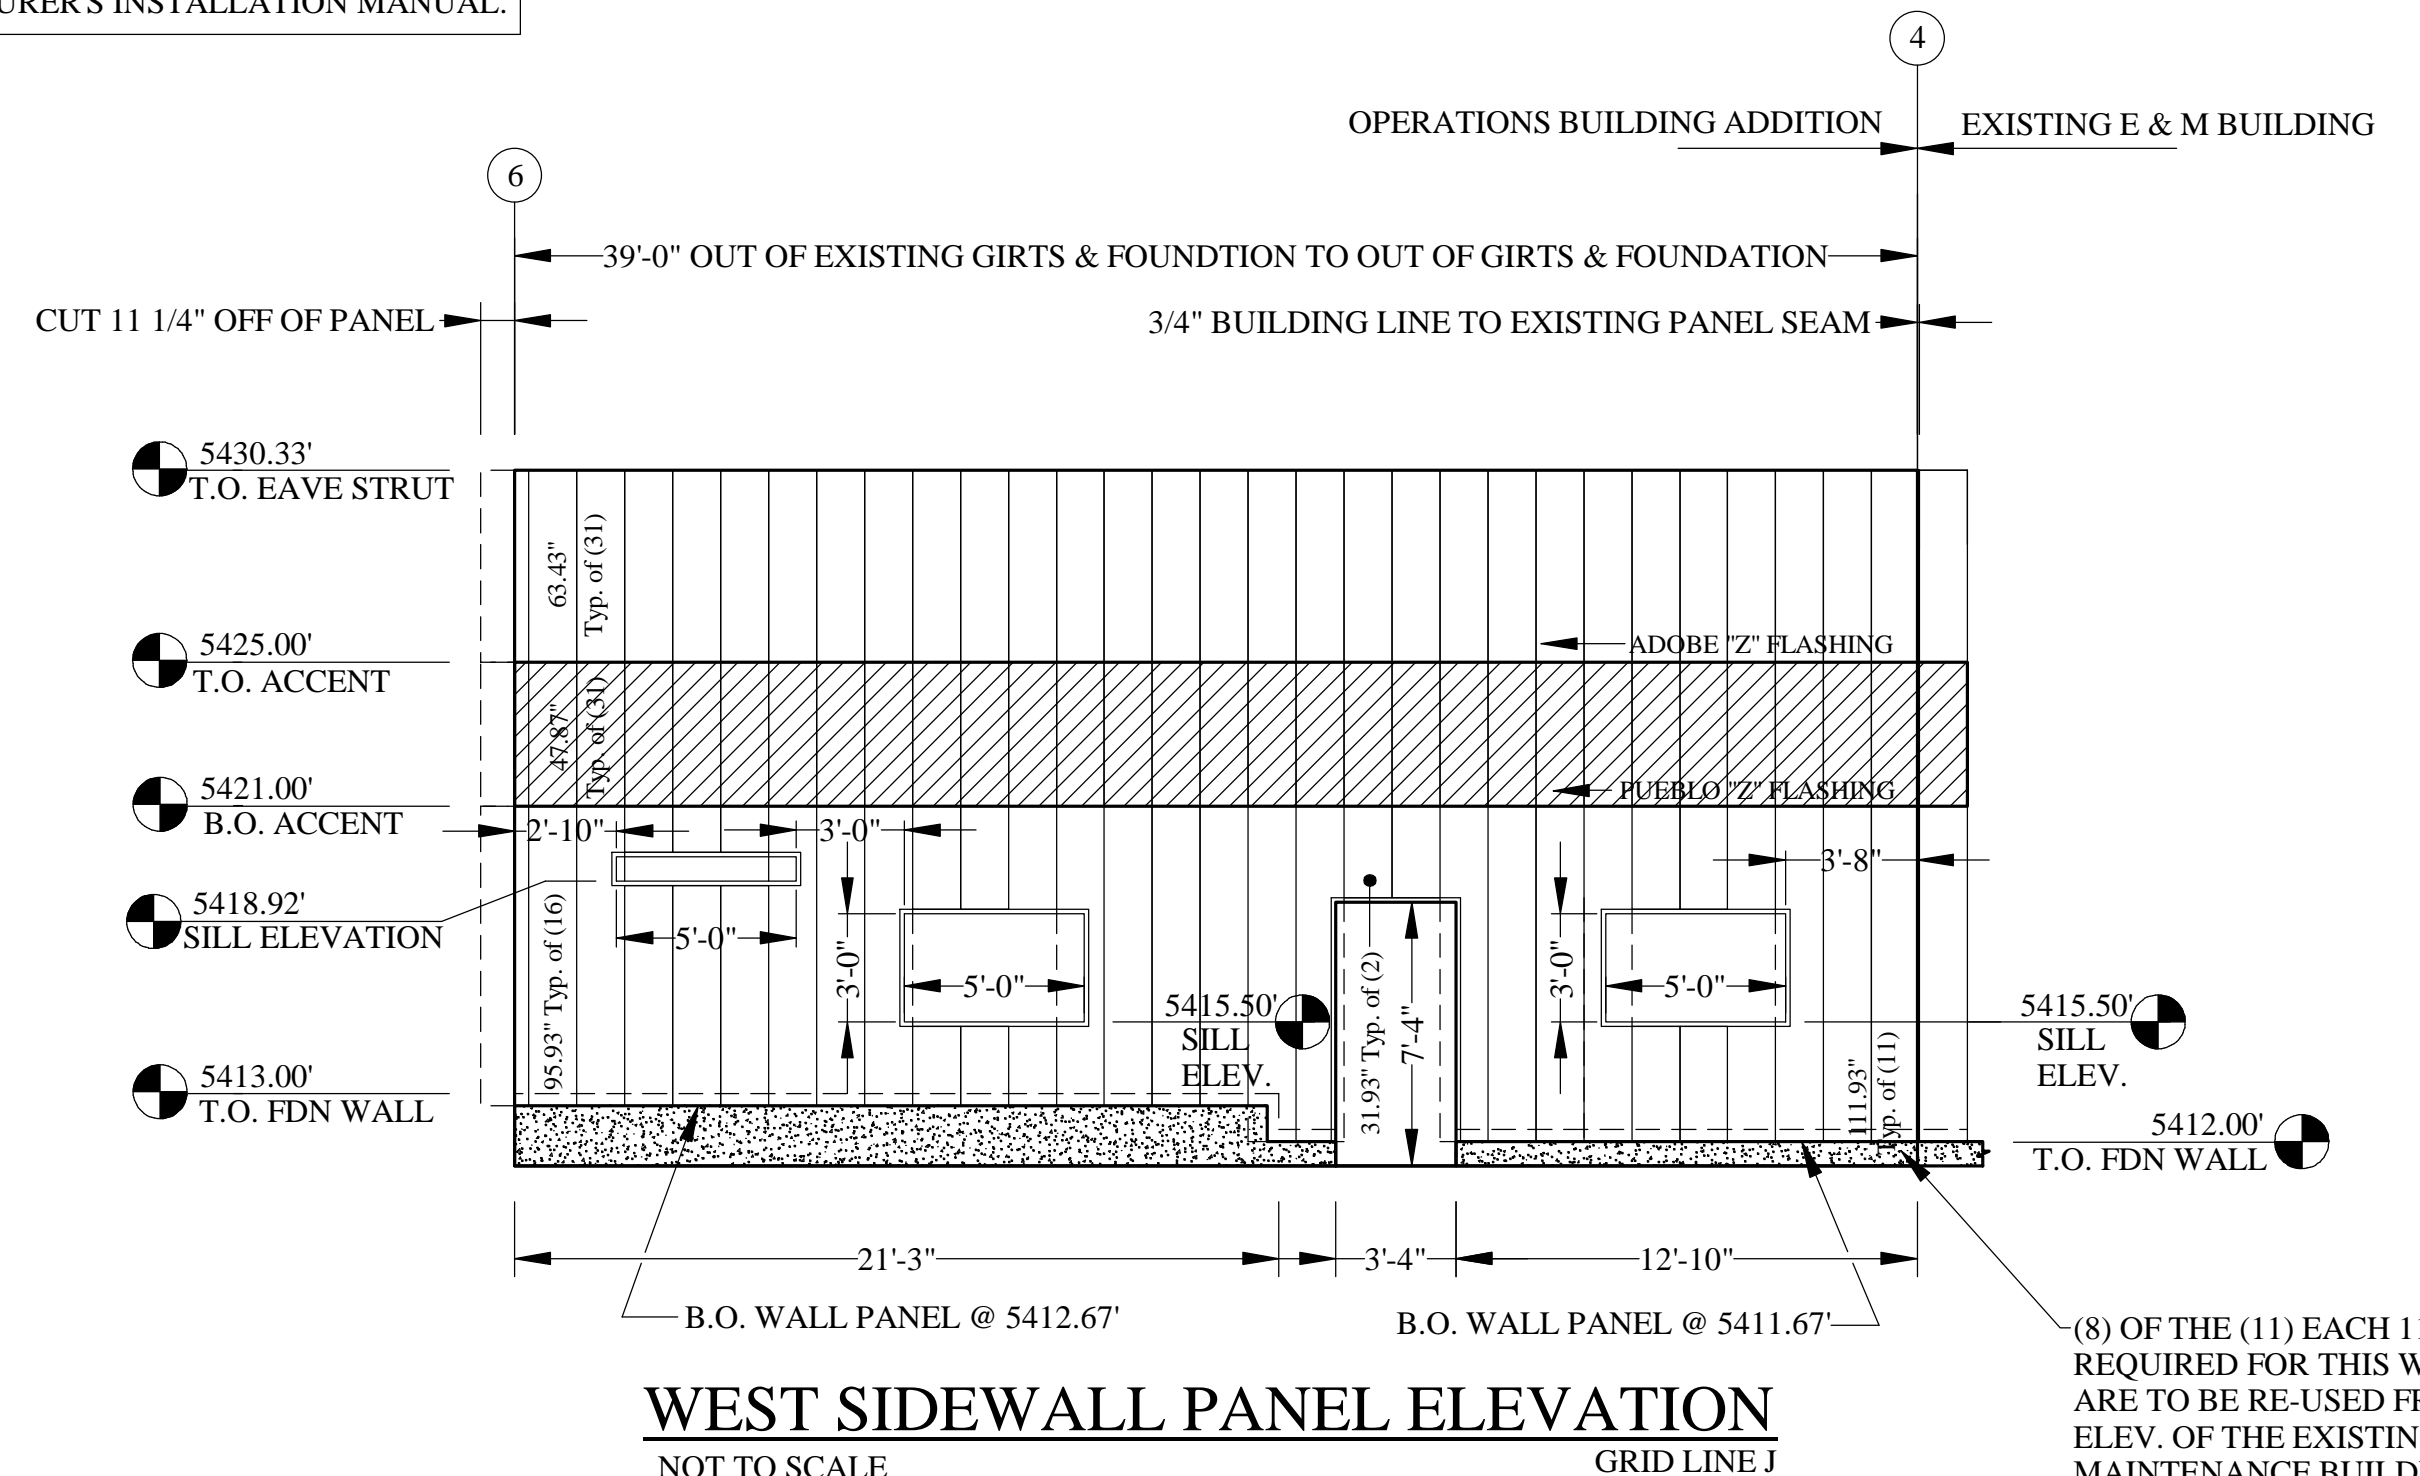 INSTALLATION MANUAL.
4
OPERATIONS BUILDING ADDITION
EXISTING E & M BUILDING
6
39'-0" OUT OF EXISTING GIRTS & FOUNDTION TO OUT OF GIRTS & FOUNDATION
CUT 11 1/4" OFF OF PANEL
3/4" BUILDING LINE TO EXISTING PANEL SEAM
5430.33'
T.O. EAVE STRUT
63.43"
Typ. of (31)
5425.00'
T.O. ACCENT
ADOBE "Z" FLASHING
47.87"
Typ. of (31)
5421.00'
B.O. ACCENT
PUEBLO "Z" FLASHING
2'-10"
3'-0"
3'-8"
5418.92'
SILL ELEVATION
95.93" Typ. of (16)
5'-0"
3'-0"
5'-0"
5415.50'
SILL
ELEV.
31.93" Typ. of (2)
7'-4"
3'-0"
5'-0"
5415.50'
SILL
ELEV.
111.93"
Typ. of (11)
5413.00'
T.O. FDN WALL
5412.00'
T.O. FDN WALL
21'-3"
3'-4"
12'-10"
B.O. WALL PANEL @ 5412.67'
B.O. WALL PANEL @ 5411.67'
(8) OF THE (11) EACH
REQUIRED FOR THIS
ARE TO BE RE-USED
ELEV. OF THE
MAINTENANCE
WEST SIDEWALL PANEL ELEVATION
NOT TO SCALE
GRID LINE J